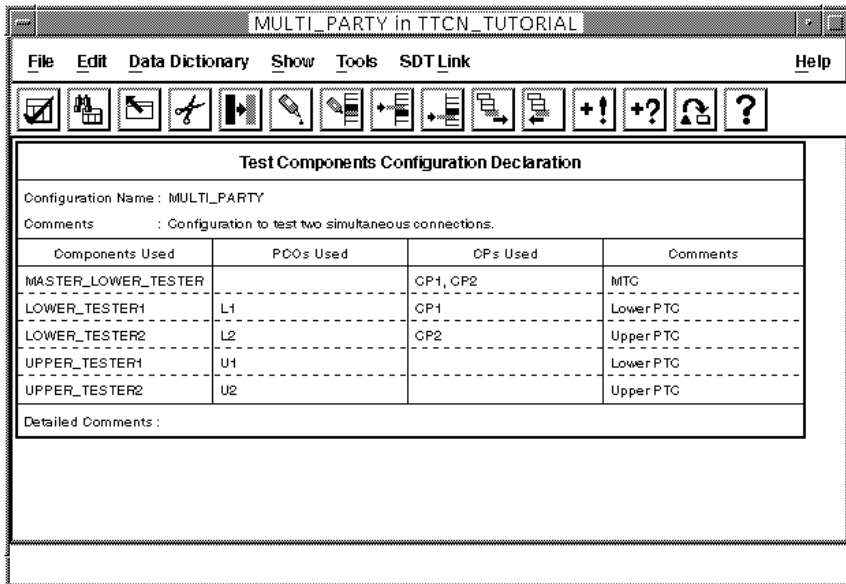 MULTI_PARTY in TTCN_TUTORIAL
File Edit Data Dictionary Show Tools SDT Link Help
+! +? ?
Test Components Configuration Declaration
Configuration Name : MULTI_PARTY
Comments : Configuration to test two simultaneous connections.
Components Used PCOs Used CPs Used Comments
MASTER_LOWER_TESTER CP1, CP2 MTC
LOWER_TESTER1 L1 CP1 Lower PTC
LOWER_TESTER2 L2 CP2 Upper PTC
UPPER_TESTER1 U1 Lower PTC
UPPER_TESTER2 U2 Upper PTC
Detailed Comments :